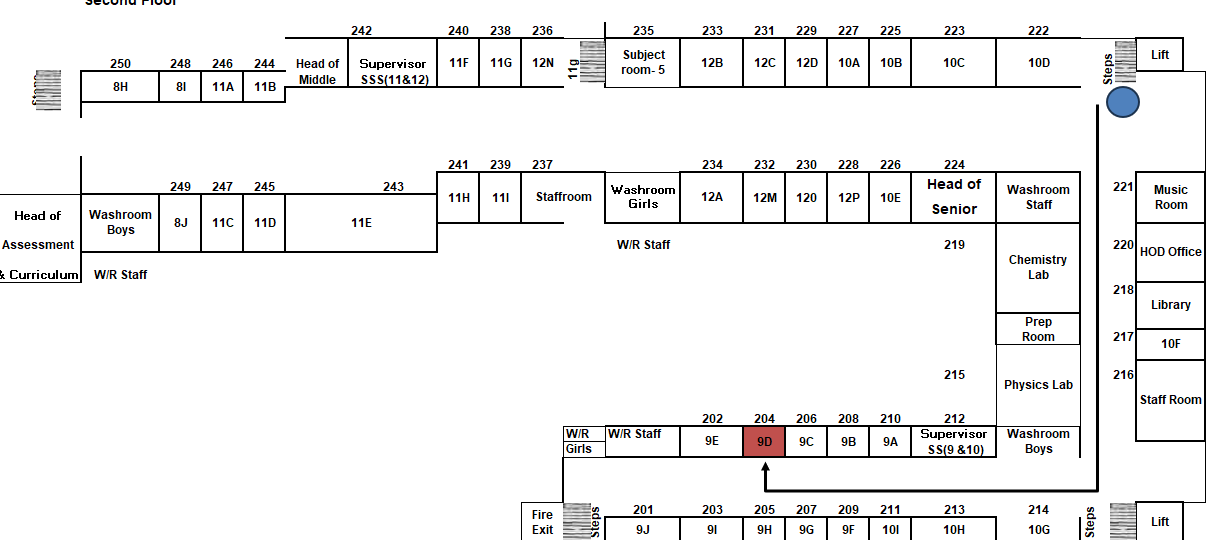 Second Floor
242 240 238 236 235 233 231 229 227 225 223 222
Head of Middle
Supervisor SSS(11&12)
11F 11G 12N
11g
Subject room- 5
12B 12C 12D 10A 10B 10C 10D
Steps
Lift
250 248 246 244
8H 8I 11A 11B
241 239 237 234 232 230 228 226 224
11H 11I Staffroom
Washroom Girls
12A 12M 120 12P 10E
Head of Senior
Washroom Staff
221 Music Room
249 247 245 243
Head of
Assessment
& Curriculum
Washroom Boys
8J 11C 11D 11E
W/R Staff
W/R Staff
219
Chemistry Lab
220 HOD Office
218 Library
Prep Room
217 10F
215
Physics Lab
216 Staff Room
202 204 206 208 210 212
W/R
Girls
W/R Staff
9E 9D 9C 9B 9A
Supervisor SS(9 &10)
Washroom Boys
Fire Exit
Steps
201 203 205 207 209 211 213 214
9J 9I 9H 9G 9F 10I 10H 10G
Steps
Lift